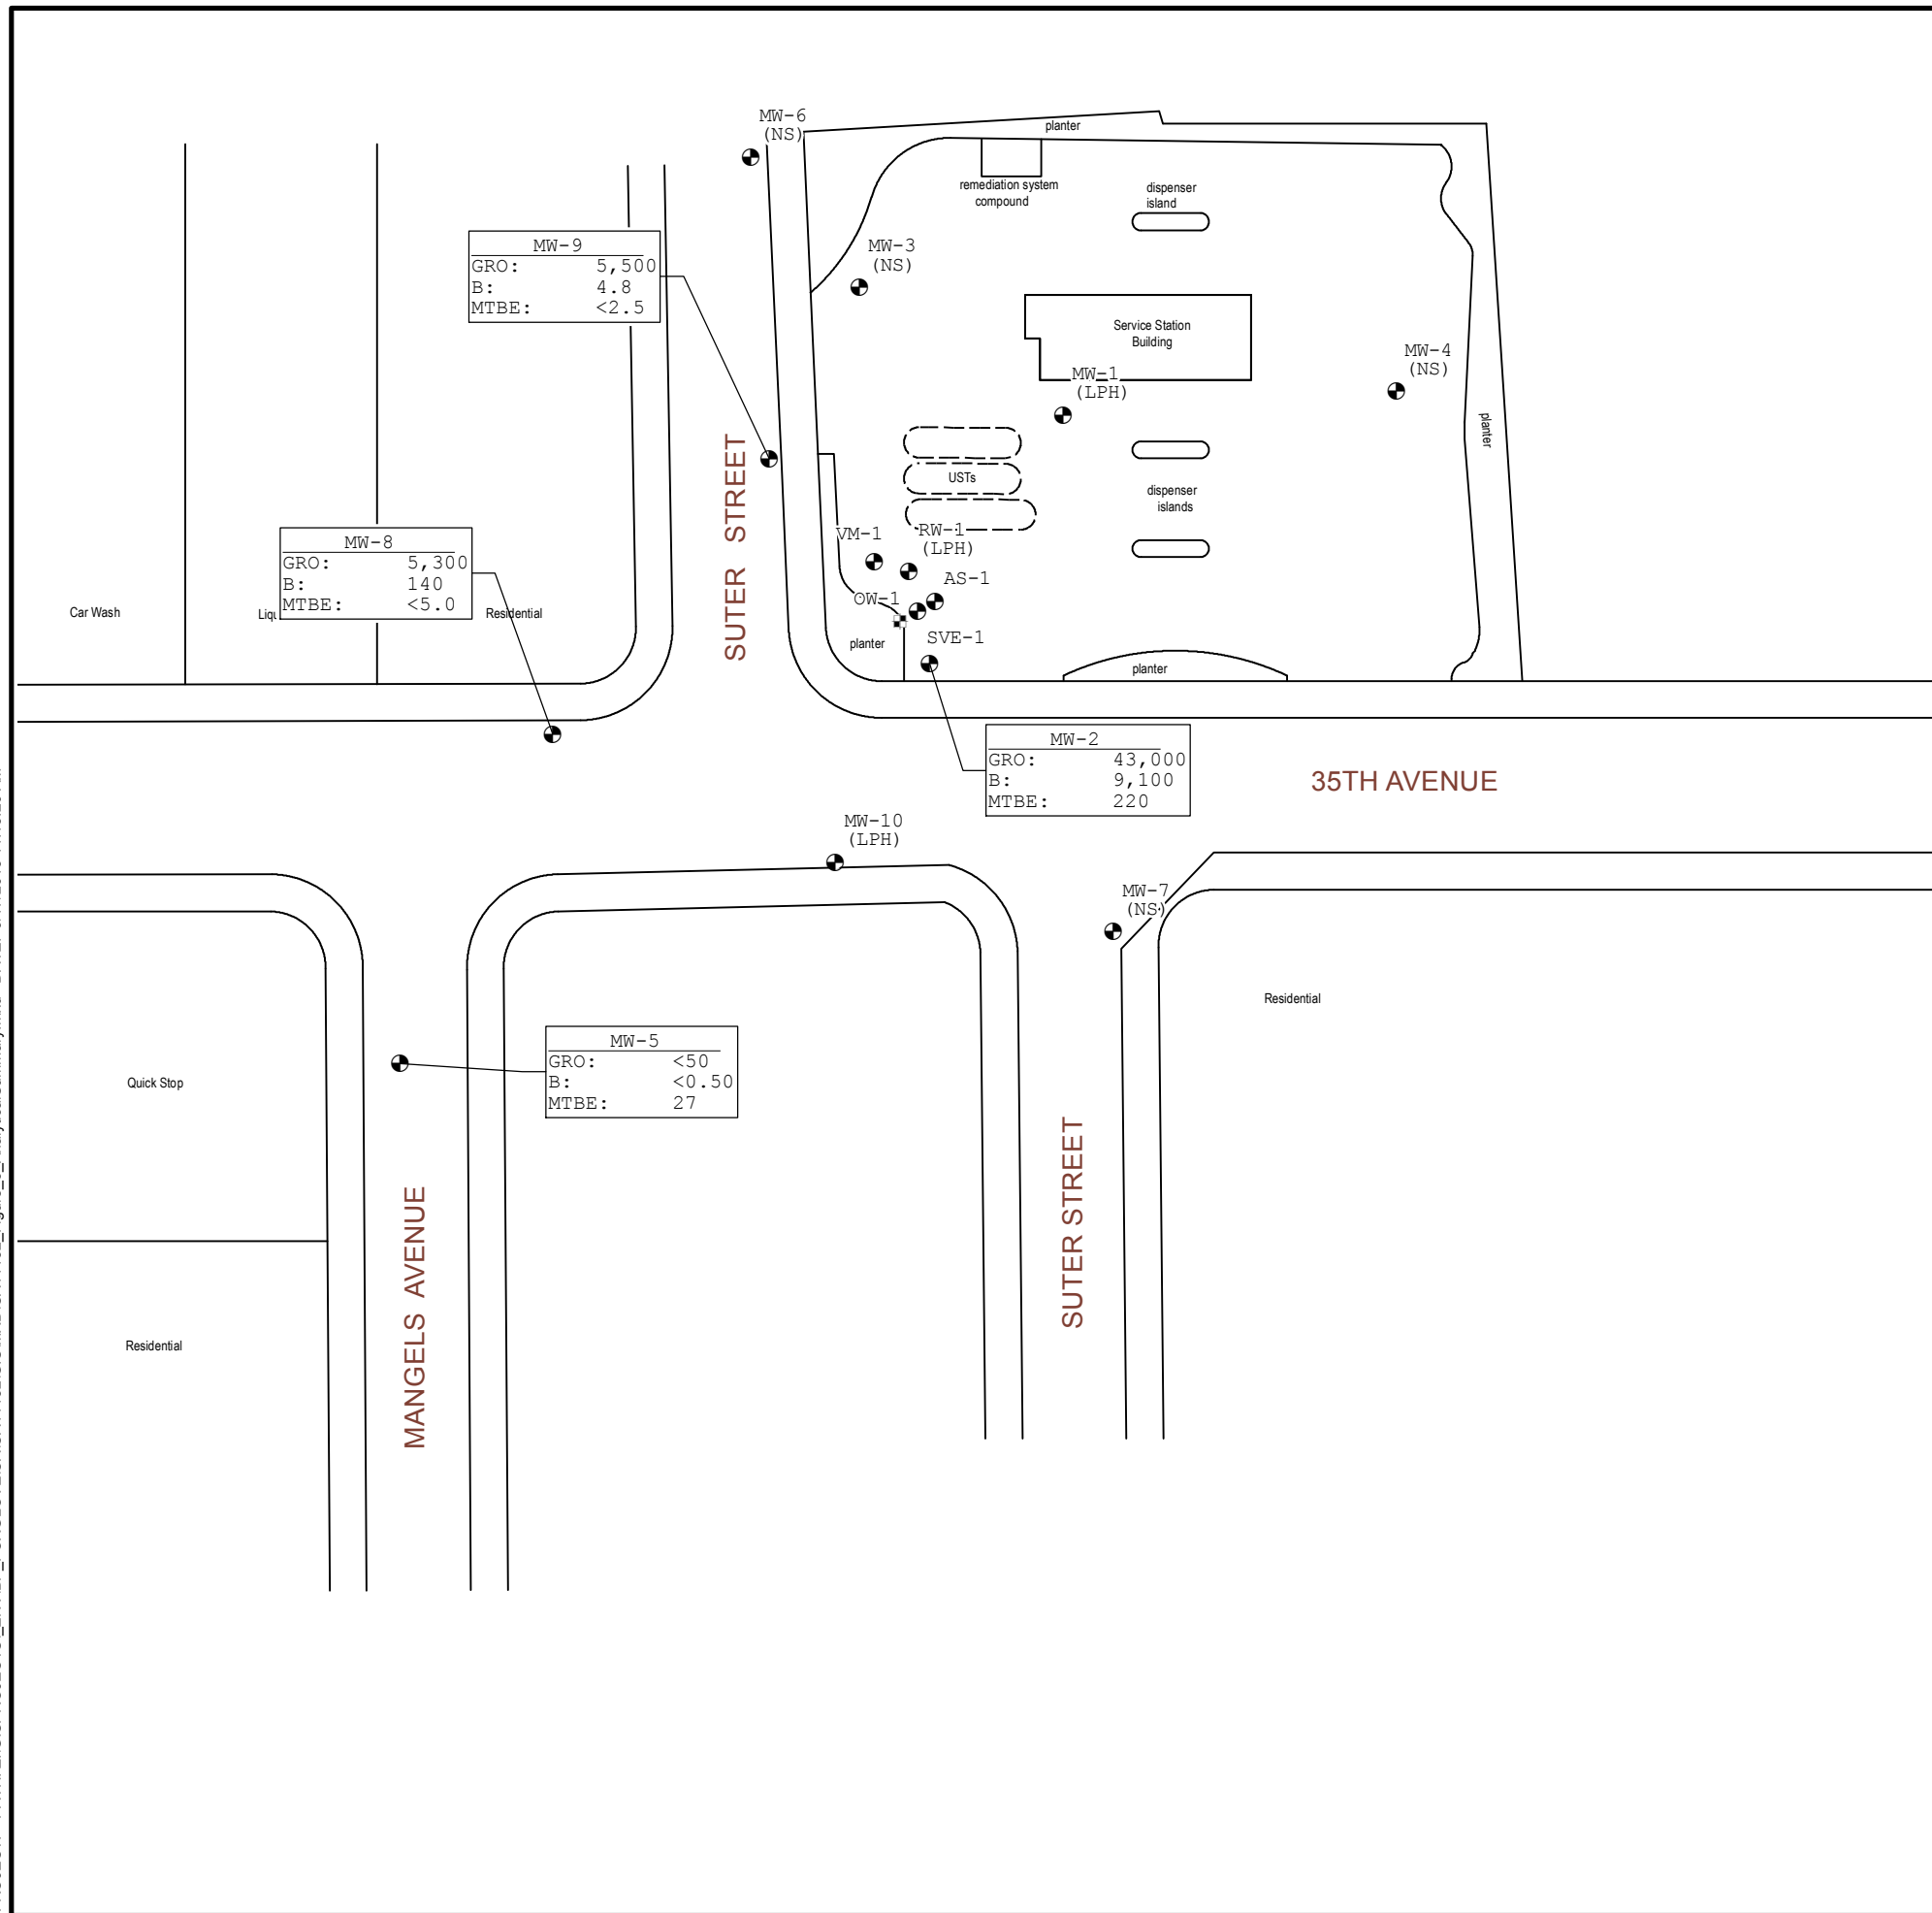 MW-6
(NS)
planter
remediation system
compound
dispenser
island
MW-9
GRO: 5,500
B: 4.8
MTBE: <2.5
MW-3
(NS)
Service Station
Building
MW-4
(NS)
MW-1
(LPH)
planter
SUTER STREET
USTs
dispenser
islands
MW-8
GRO: 5,300
B: 140
MTBE: <5.0
VM-1
RW-1
(LPH)
AS-1
OW-1
Car Wash
Residential
SVE-1
planter
planter
MW-2
GRO: 43,000
B: 9,100
MTBE: 220
35TH AVENUE
MW-10
(LPH)
MW-7
(NS)
Residential
MW-5
GRO: <50
B: <0.50
MTBE: 27
Quick Stop
SUTER STREET
MANGELS AVENUE
Residential